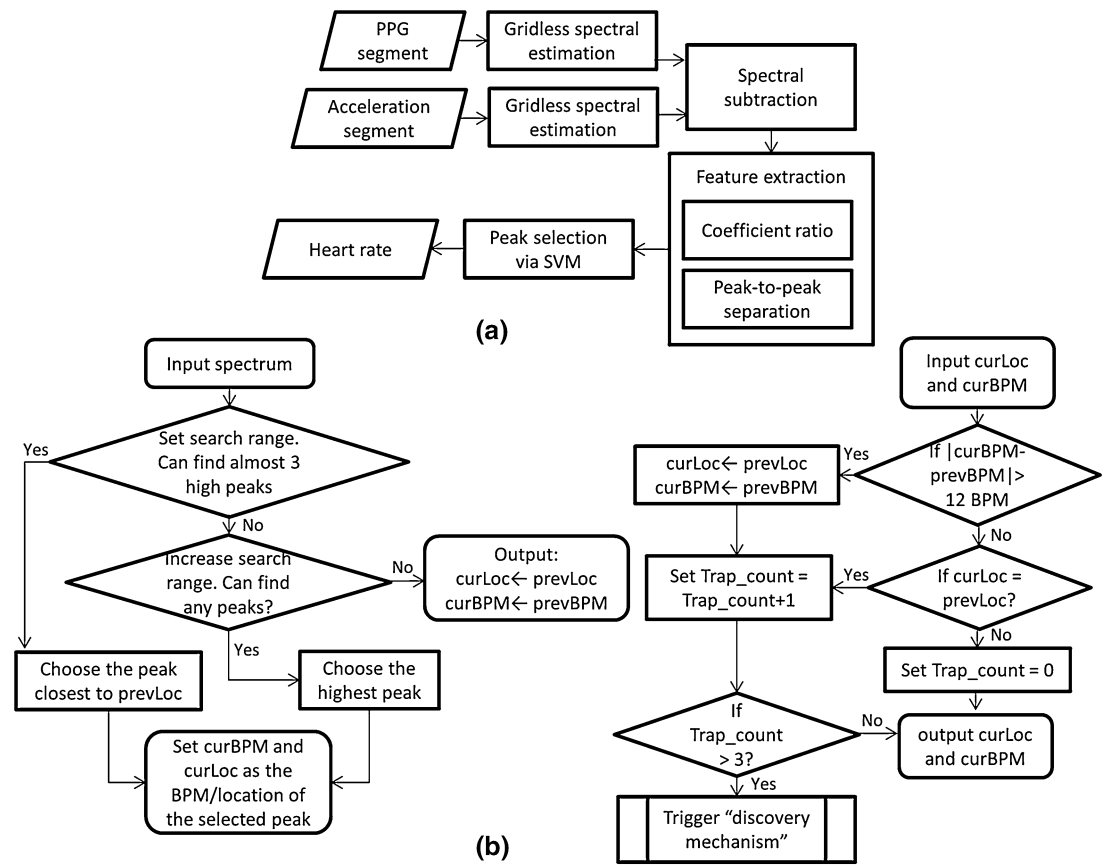 PPG
segment
Gridless spectral
estimation
Acceleration
segment
Gridless spectral
estimation
Spectral
subtraction
Feature extraction
Coefficient ratio
Peak-to-peak
separation
Peak selection
via SVM
Heart rate
(a)
Input spectrum
Set search range.
Can find almost 3
high peaks
Yes
No
Increase search
range. Can find
any peaks?
No
Output:
curLoc← prevLoc
curBPM← prevBPM
Yes
Choose the peak
closest to prevLoc
Choose the
highest peak
Set curBPM and
curLoc as the
BPM/location of
the selected peak
Input curLoc
and curBPM
If |curBPM-
prevBPM|>
12 BPM
Yes
curLoc← prevLoc
curBPM← prevBPM
No
If curLoc =
prevLoc?
Yes
Set Trap_count =
Trap_count+1
No
Set Trap_count = 0
If
Trap_count
> 3?
No
output curLoc
and curBPM
Yes
Trigger “discovery
mechanism”
(b)